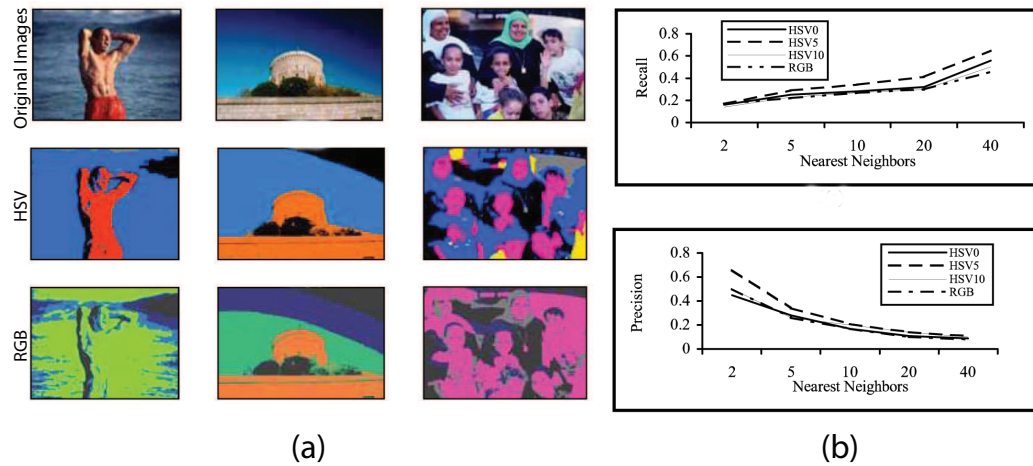 Original Images
HSV
RGB
(a)
HSV0
HSV5
HSV10
RGB
Recall
1
0.8
0.6
0.4
0.2
0
2 5 10 20 40
Nearest Neighbors
HSV0
HSV5
HSV10
RGB
Precision
0.8
0.6
0.4
0.2
0
2 5 10 20 40
Nearest Neighbors
(b)